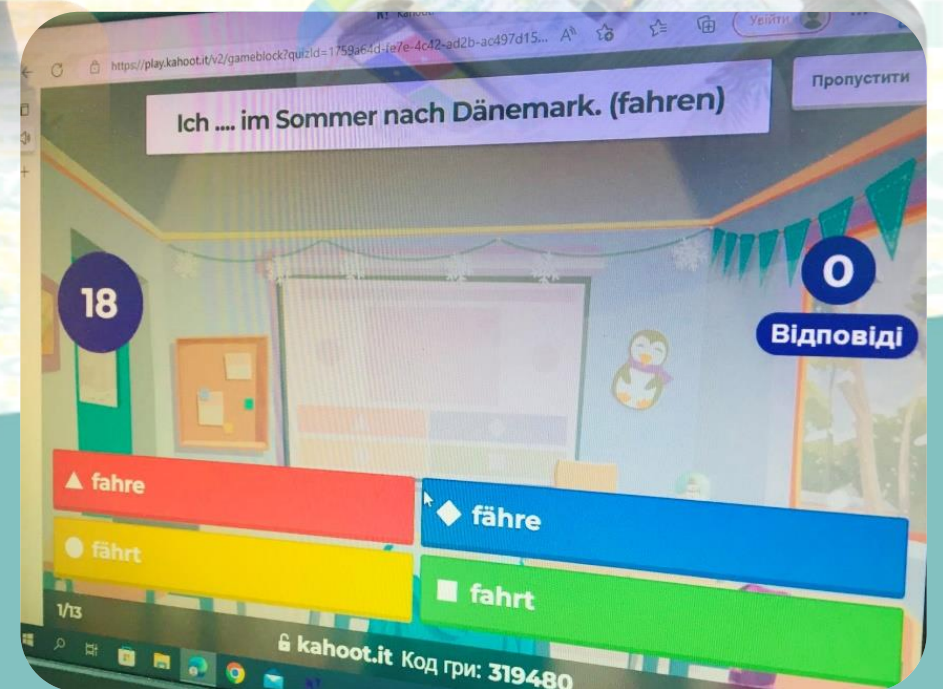 https://play.kahoot.it/v2/gameblock?quizId=1759a64d-fe7e-4c42-ad2b-ac497d15...
Увійти
Пропустити
Ich .... im Sommer nach Dänemark. (fahren)
18
0
Відповіді
fahre
fähre
fährt
fahrt
1/13
kahoot.it Код гри: 319480